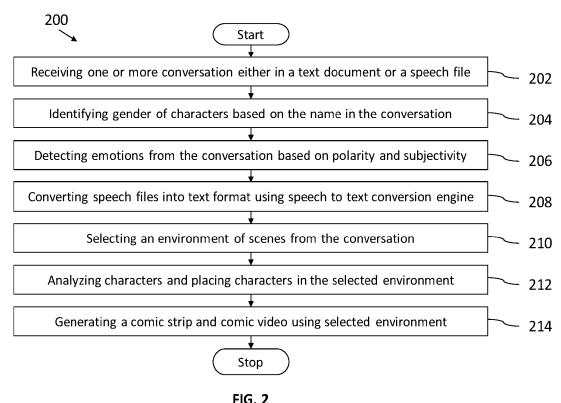 200
Start
Receiving one or more conversation either in a text document or a speech file
202
Identifying gender of characters based on the name in the conversation
204
Detecting emotions from the conversation based on polarity and subjectivity
206
Converting speech files into text format using speech to text conversion engine
208
Selecting an environment of scenes from the conversation
210
Analyzing characters and placing characters in the selected environment
212
Generating a comic strip and comic video using selected environment
214
Stop
FIG. 2